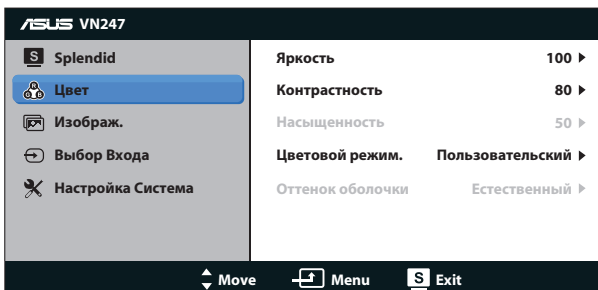 ASUS VN247
S Splendid
Яркость 100
R G B Цвет
Контрастность 80
Изображ.
Насыщенность 50
Выбор Входа
Цветовой режим. Пользовательский
Настройка Система
Оттенок оболочки Естественный
Move Menu S Exit